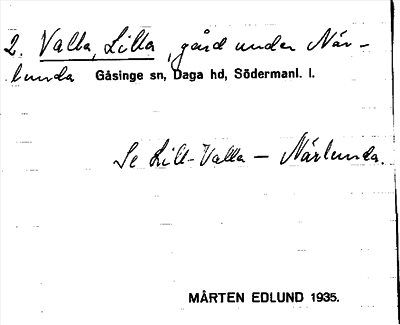 2. Valla, Lilla, gård under När-
lunda Gåsinge sn, Daga hd, Södermanl. l.
Se Lill-Valla — Närlunda.
MÅRTEN EDLUND 1935.